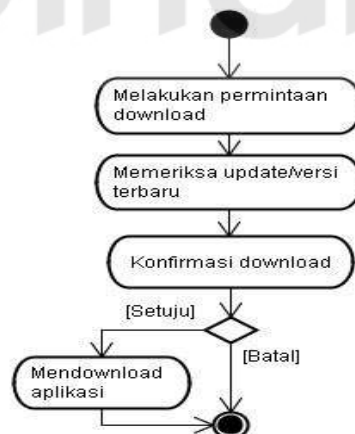 Melakukan permintaan
download
Memeriksa update/versi
terbaru
Konfirmasi download
[Setuju]
[Batal]
Mendownload
aplikasi